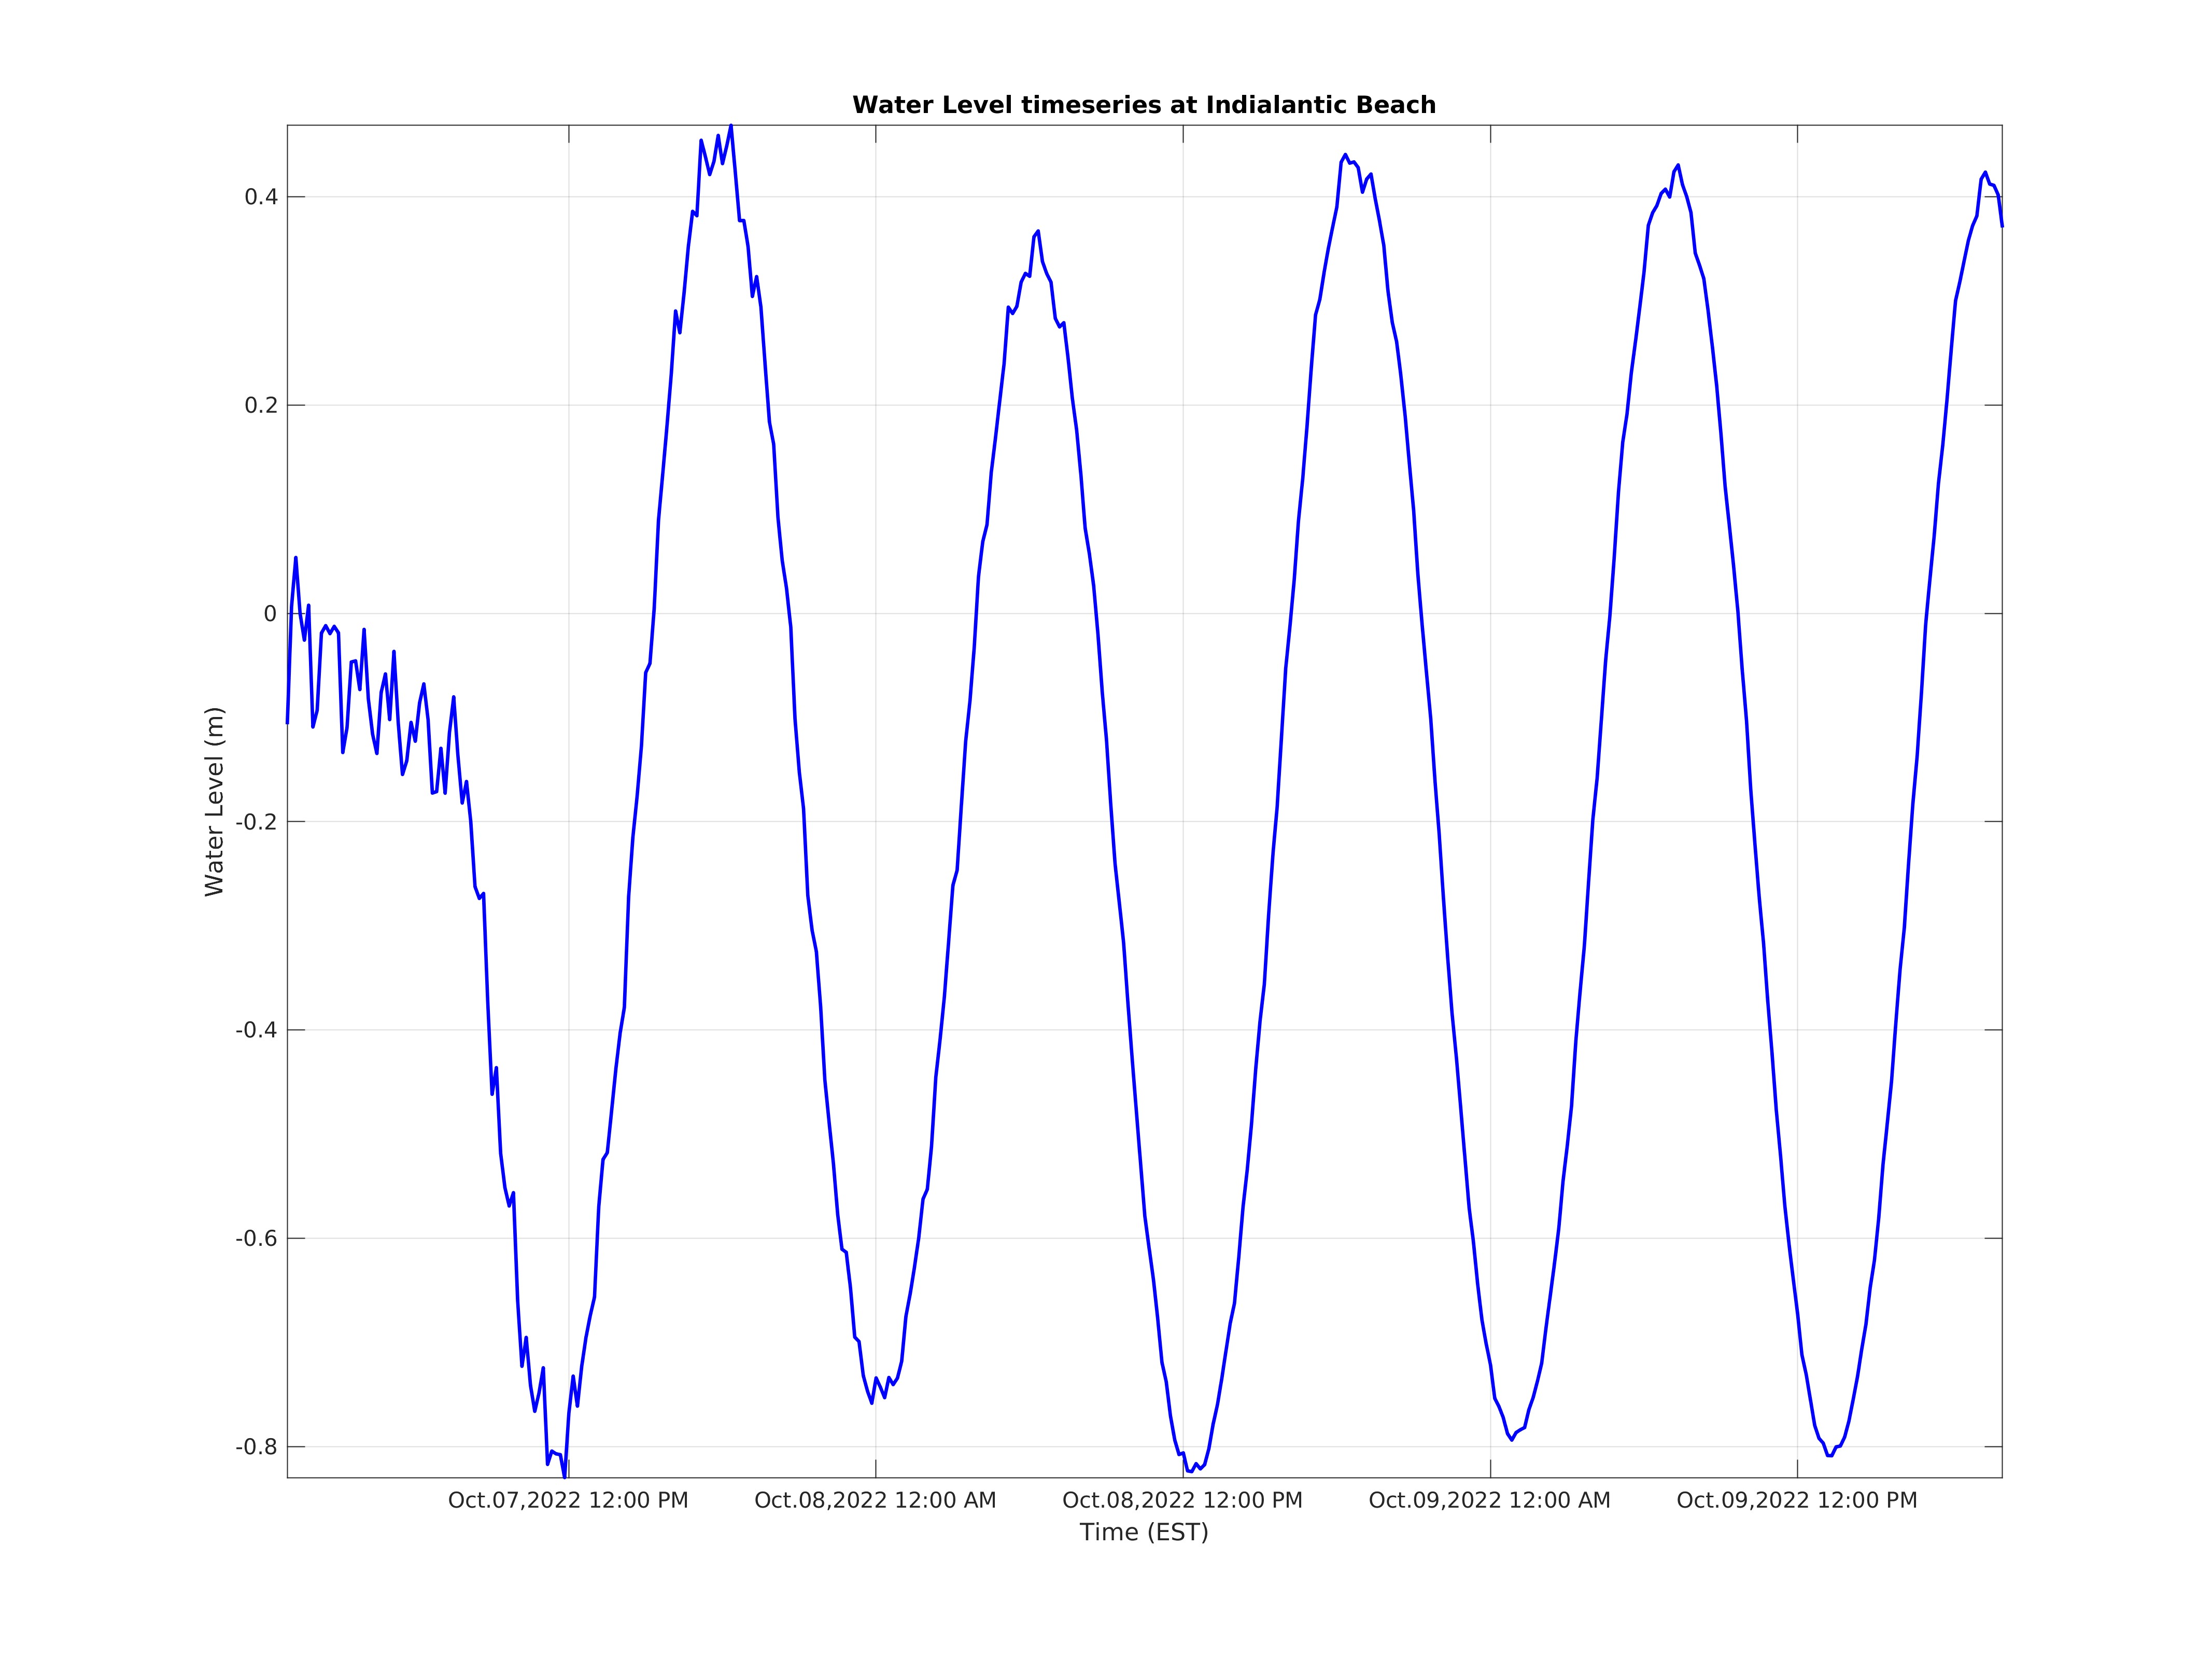 Water Level timeseries at Indialantic Beach
0.4
0.2
0
-0.2
-0.4
-0.6
-0.8
Water Level (m)
Oct.07,2022 12:00 PM
Oct.08,2022 12:00 AM
Oct.08,2022 12:00 PM
Oct.09,2022 12:00 AM
Oct.09,2022 12:00 PM
Time (EST)